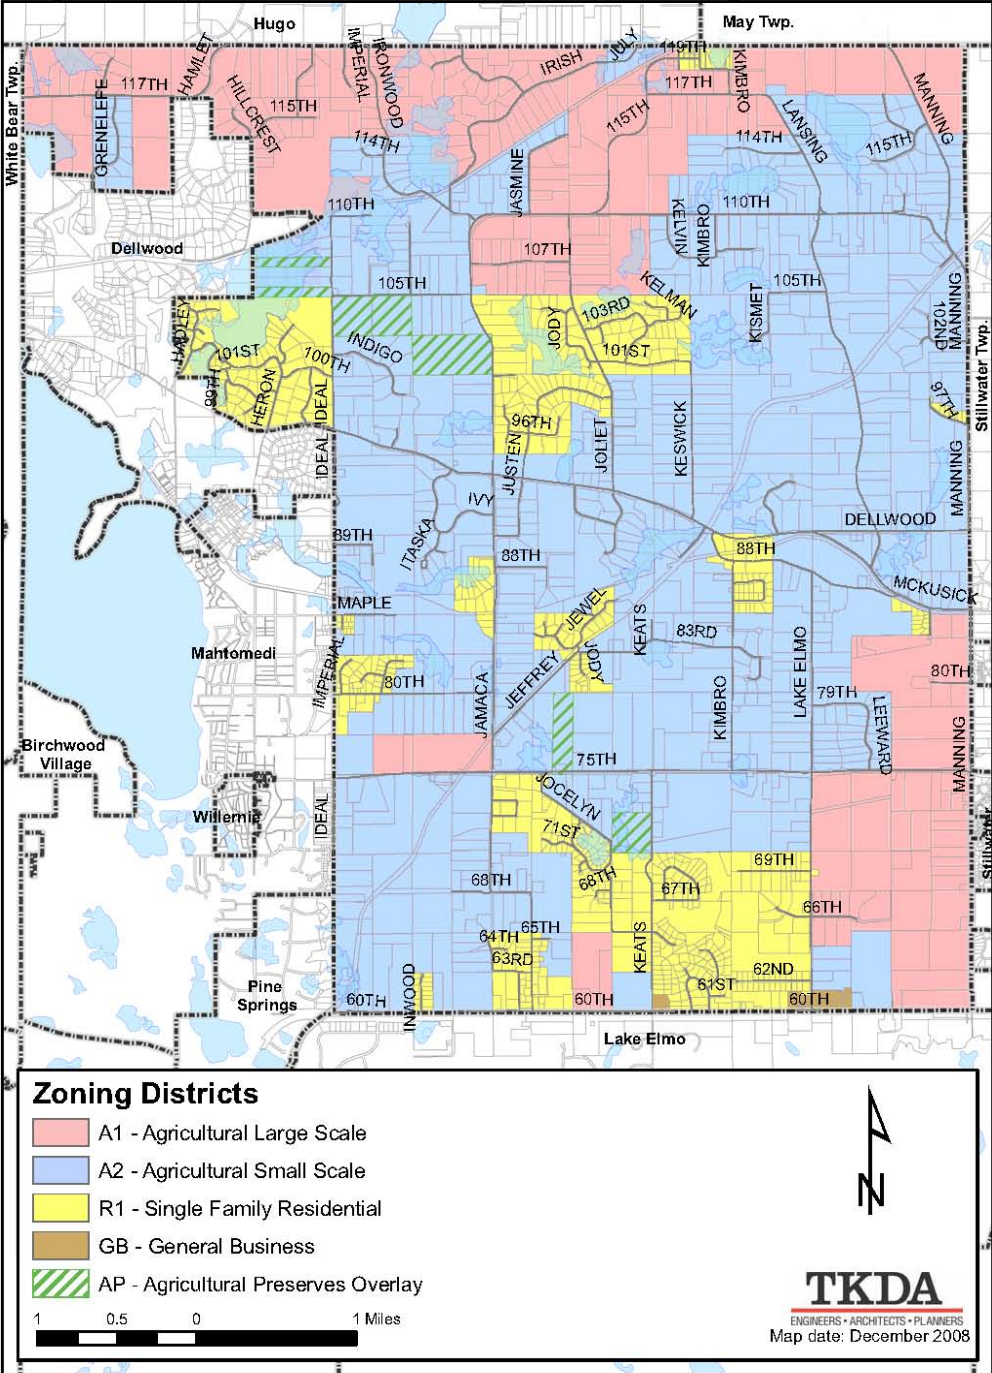 Hugo
May Twp.
White Bear Twp.
117TH
HAMLET
GRENELEFE
HILLCREST
115TH
IMPERIAL
IRONWOOD
114TH
IRISH
JULY
119TH
117TH
KIMBRO
115TH
LANSING
114TH
115TH
MANNING
JASMINE
110TH
KELVIN
KIMBRO
110TH
Dellwood
107TH
105TH
KELMAN
105TH
KISMET
102ND
MANNING
Stillwater Twp.
HADLEY
101ST
100TH
99TH
HERON
IDEAL
INDIGO
JODY
103RD
101ST
97TH
96TH
IDEAL
JUSTEN
JOLIET
KESWICK
MANNING
IVY
ITASKA
89TH
88TH
DELLWOOD
88TH
MCKUSICK
MAPLE
JEWEL
KEATS
83RD
Mahtomedi
IMPERIAL
80TH
JAMACA
JEFFREY
JODY
KIMBRO
LAKE ELMO
79TH
LEEWARD
80TH
MANNING
75TH
Birchwood
Village
Willernie
IDEAL
JOCELYN
71ST
Stillwater
68TH
68TH
67TH
69TH
66TH
65TH
64TH
63RD
KEATS
62ND
61ST
Pine
Springs
60TH
INWOOD
60TH
60TH
Lake Elmo
Zoning Districts
A1 - Agricultural Large Scale
A2 - Agricultural Small Scale
R1 - Single Family Residential
GB - General Business
AP - Agricultural Preserves Overlay
1 0.5 0 1 Miles
N
TKDA
ENGINEERS • ARCHITECTS • PLANNERS
Map date: December 2008